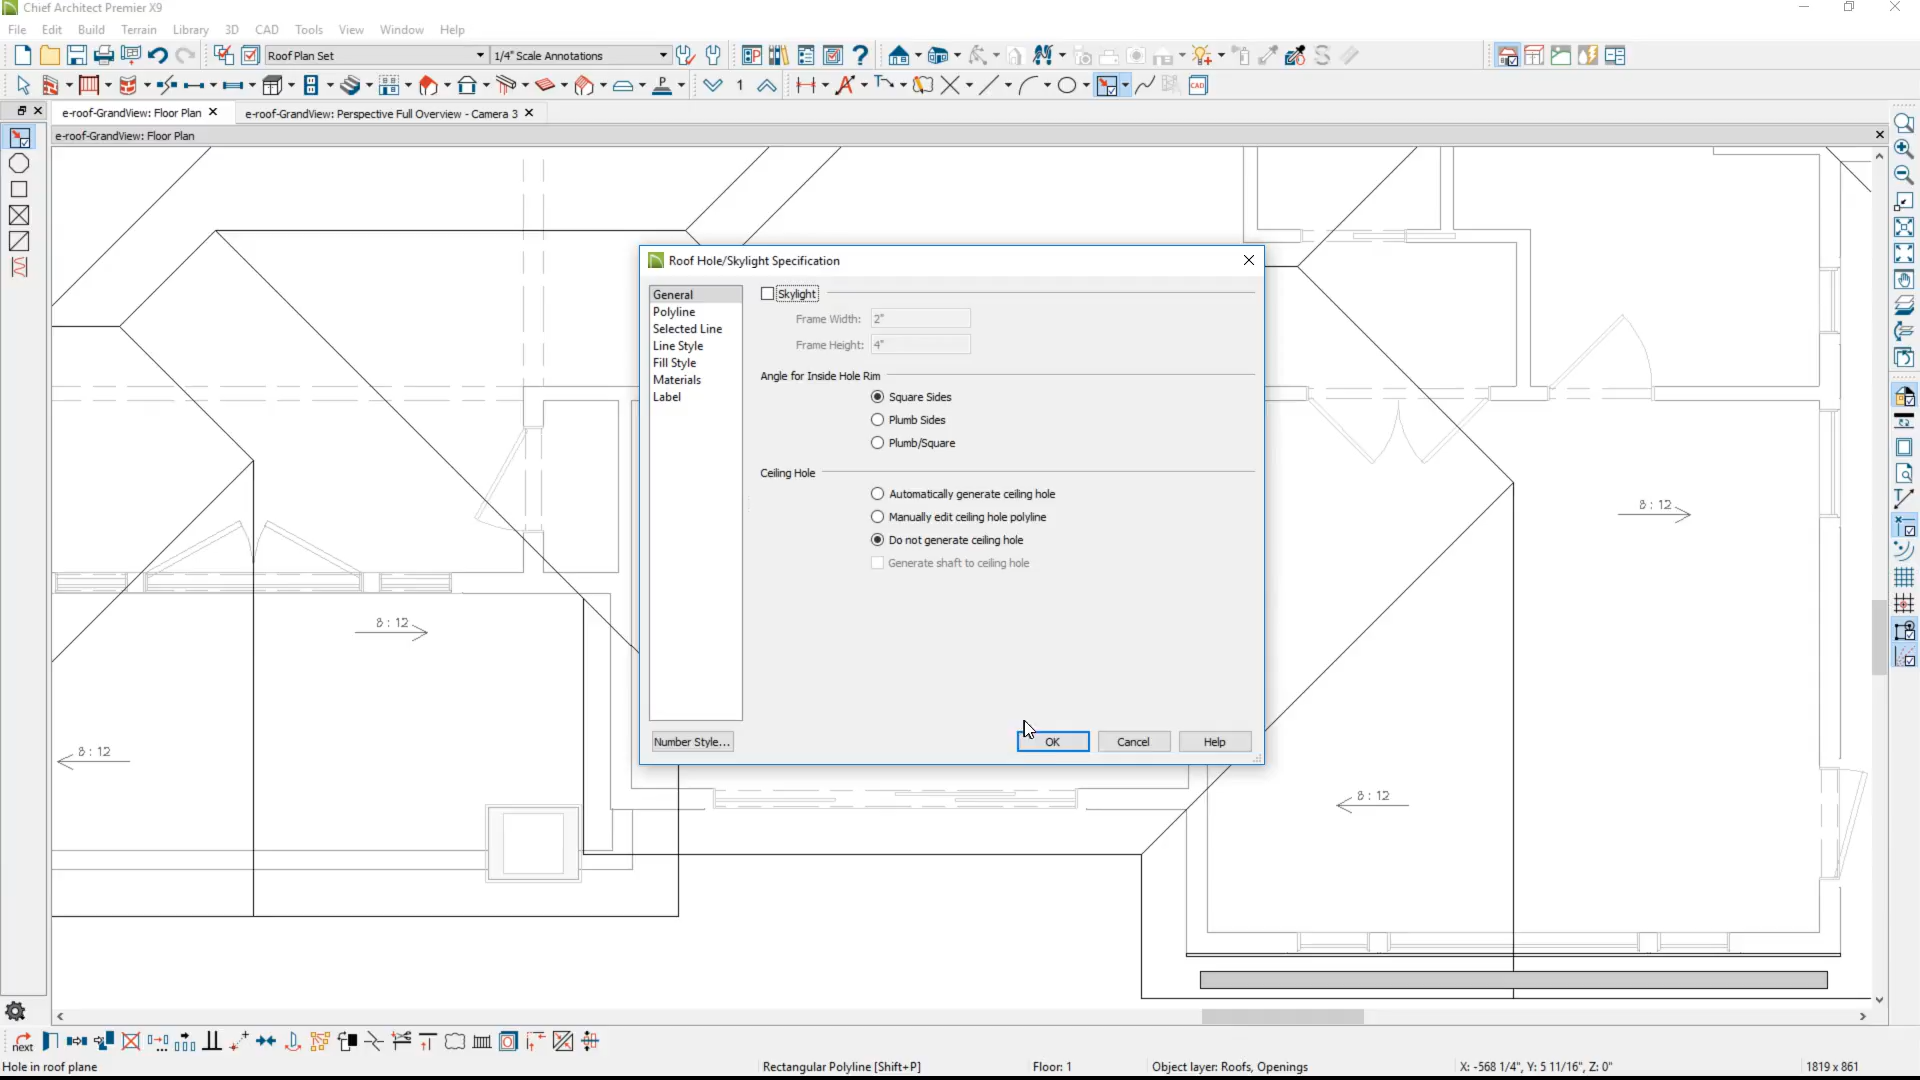 Chief Architect Premier X9
File Edit Build Terrain Library 3D CAD Tools Views Window Help
Roof Plan Set 1/4" Scale Annotations
1
e-roof-GrandView: Floor Plan
e-roof-GrandView: Perspective Full Overview - Camera 3
e-roof-GrandView: Floor Plan
Roof Hole/Skylight Specification
General
Polyline
Selected Line
Line Style
Fill Style
Materials
Label
Skylight
Frame Width: 2"
Frame Height: 4"
Angle for Inside Hole Rim
Square Sides
Plumb Sides
Plumb/Square
Ceiling Hole
Automatically generate ceiling hole
Manually edit ceiling hole polyline
Do not generate ceiling hole
Generate shaft to ceiling hole
Number Style...
OK
Cancel
Help
8 : 12
8 : 12
8 : 12
8 : 12
CAD
next
Hole in roof plane
Rectangular Polyline [Shift+P]
Floor: 1
Object layer: Roofs, Openings
X: -568 1/4", Y: 5 11/16", Z: 0"
1819 x 861